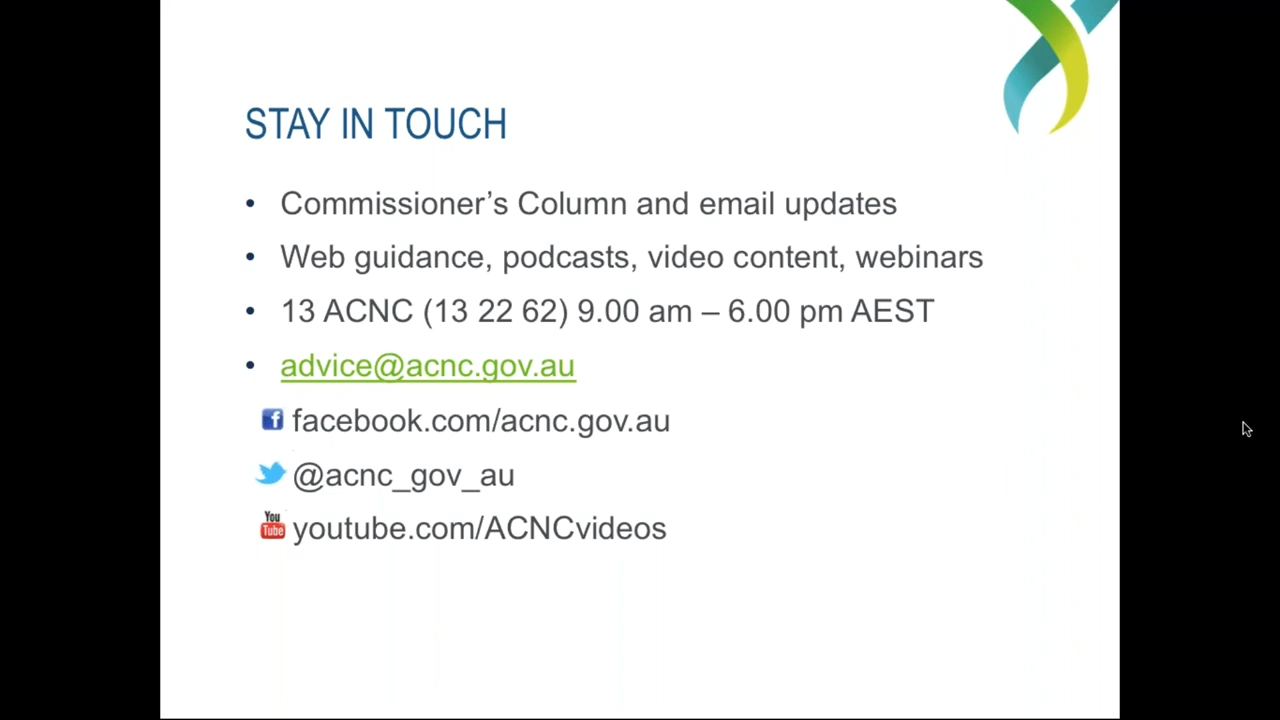 STAY IN TOUCH
• Commissioner’s Column and email updates
• Web guidance, podcasts, video content, webinars
• 13 ACNC (13 22 62) 9.00 am – 6.00 pm AEST
• advice@acnc.gov.au
f facebook.com/acnc.gov.au
@acnc_gov_au
You Tube youtube.com/ACNCvideos